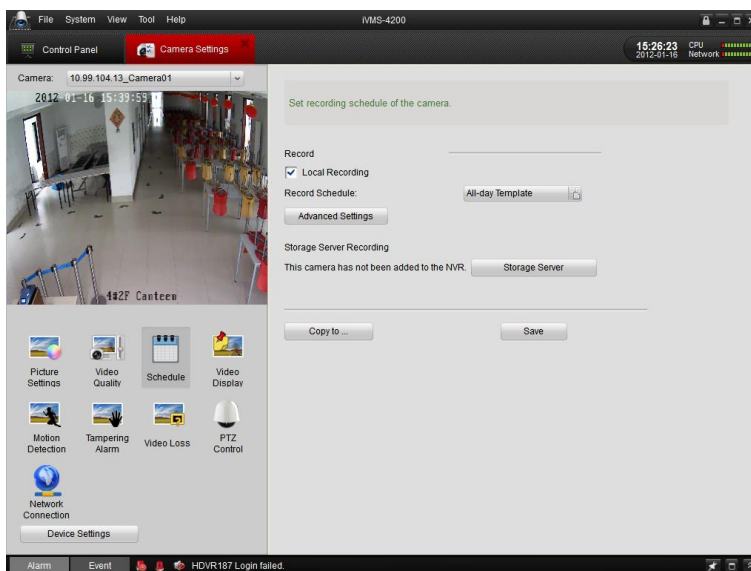 File System View Tool Help iVMS-4200
Control Panel Camera Settings 15:26:23 CPU
2012-01-16 Network
Camera: 10.99.104.13_Camera01
2012-01-16 15:39:55
4#2F Canteen
Set recording schedule of the camera.
Record
Local Recording
Record Schedule: All-day Template
Advanced Settings
Storage Server Recording
This camera has not been added to the NVR. Storage Server
Copy to ... Save
Picture Settings
Video Quality
Schedule
Video Display
Motion Detection
Tampering Alarm
Video Loss
PTZ Control
Network Connection
Device Settings
Alarm Event HDVR187 Login failed.